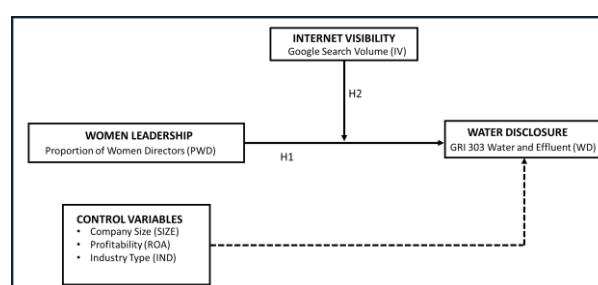 INTERNET VISIBILITY
Google Search Volume (IV)
H2
WOMEN LEADERSHIP
Proportion of Women Directors (PWD)
H1
WATER DISCLOSURE
GRI 303 Water and Effluent (WD)
CONTROL VARIABLES
• Company Size (SIZE)
• Profitability (ROA)
• Industry Type (IND)